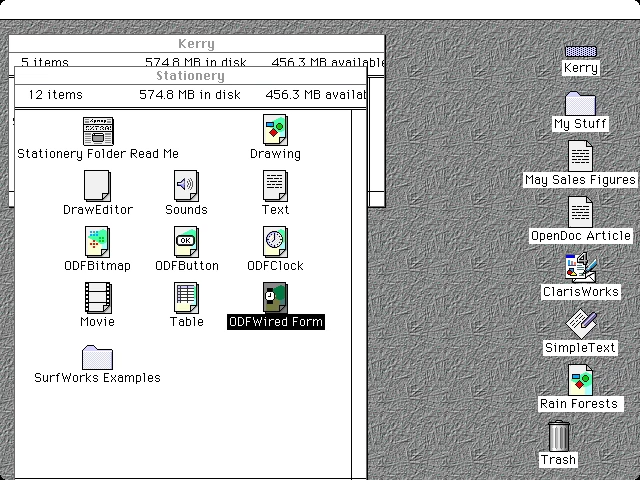 Kerry
5 items 574.8 MB in disk 456.3 MB available
Stationery
12 items 574.8 MB in disk 456.3 MB availab
Stationery Folder Read Me
Drawing
DrawEditor
Sounds
Text
ODFBitmap
OK
ODFButton
ODFClock
Movie
Table
ODFWired Form
SurfWorks Examples
Kerry
My Stuff
May Sales Figures
OpenDoc Article
ClarisWorks
SimpleText
Rain Forests
Trash